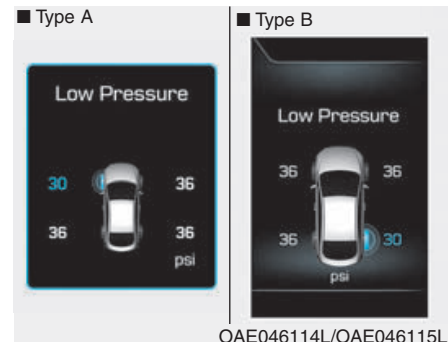 ■ Type A
Low Pressure
30 36
36 36
psi
■ Type B
Low Pressure
36 36
36 30
psi
OAE046114L/OAE046115L